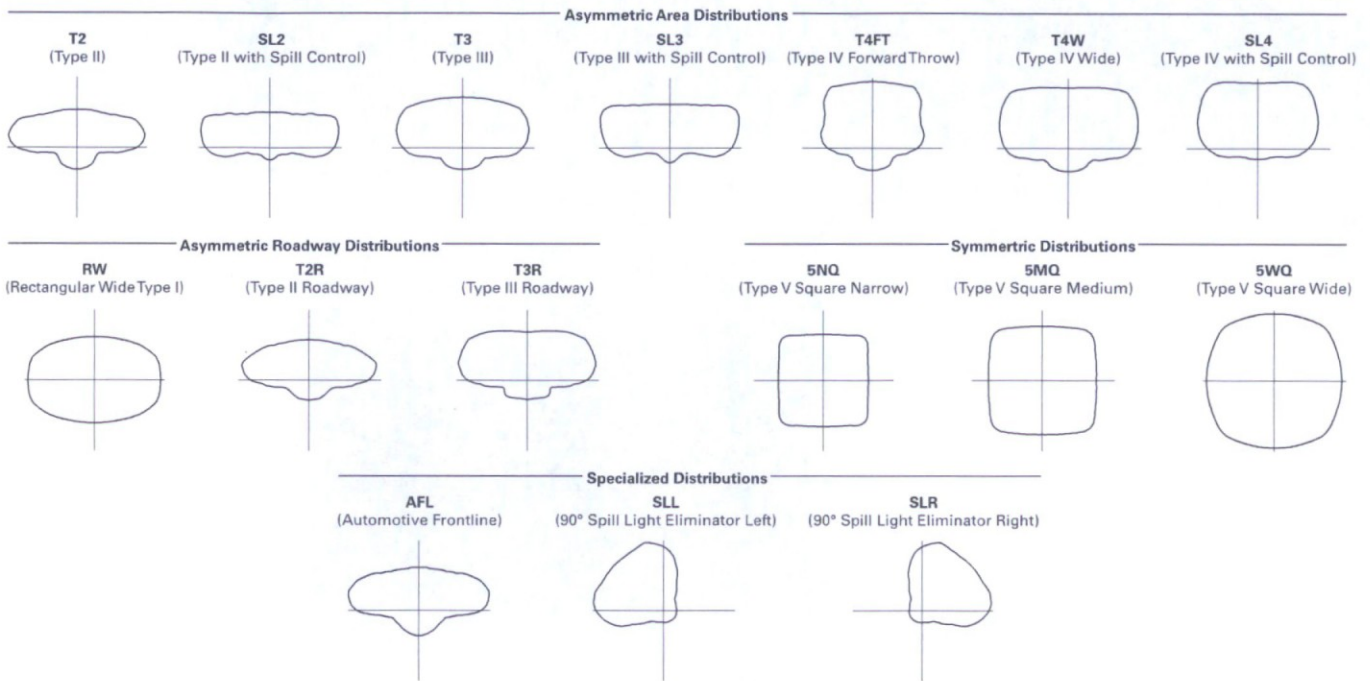 Asymmetric Area Distributions
T2
(Type II)
SL2
(Type II with Spill Control)
T3
(Type III)
SL3
(Type III with Spill Control)
T4FT
(Type IV Forward Throw)
T4W
(Type IV Wide)
SL4
(Type IV with Spill Control)
Asymmetric Roadway Distributions
RW
(Rectangular Wide Type I)
T2R
(Type II Roadway)
T3R
(Type III Roadway)
Symmertric Distributions
5NQ
(Type V Square Narrow)
5MQ
(Type V Square Medium)
5WQ
(Type V Square Wide)
Specialized Distributions
AFL
(Automotive Frontline)
SLL
(90° Spill Light Eliminator Left)
SLR
(90° Spill Light Eliminator Right)